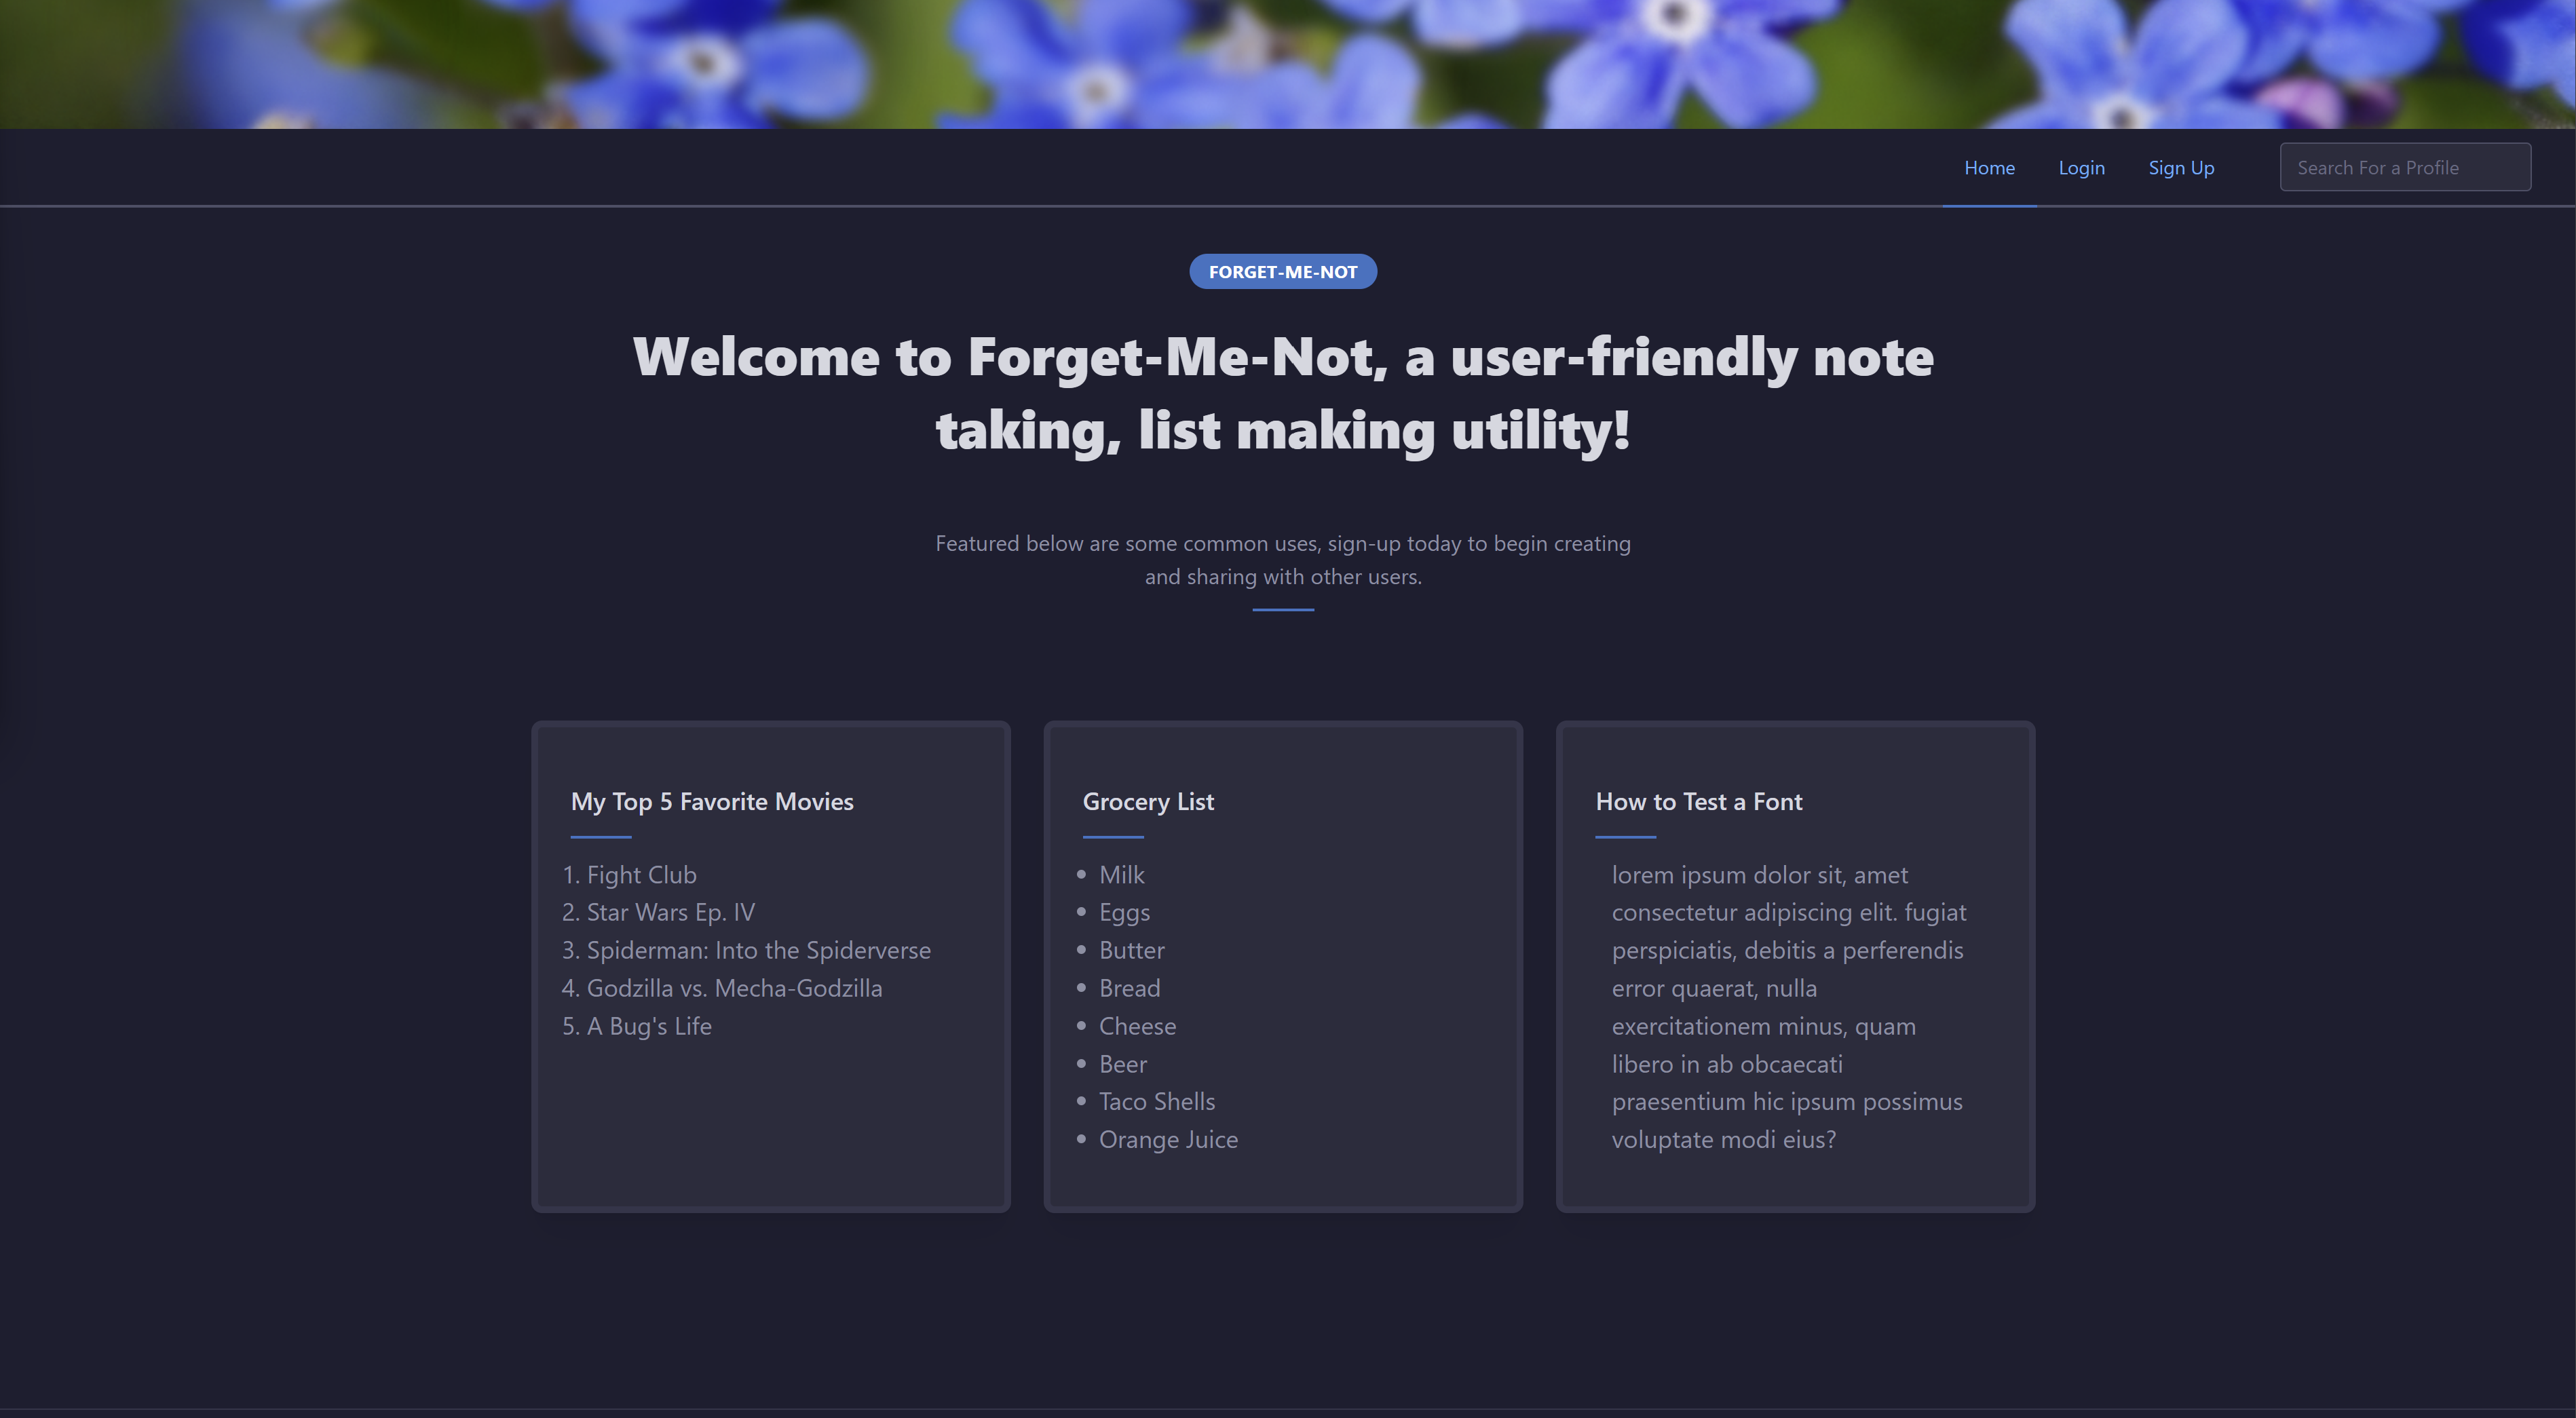 Home Login Sign Up Search For a Profile
FORGET-ME-NOT
Welcome to Forget-Me-Not, a user-friendly note
taking, list making utility!
Featured below are some common uses, sign-up today to begin creating
and sharing with other users.
My Top 5 Favorite Movies
1. Fight Club
2. Star Wars Ep. IV
3. Spiderman: Into the Spiderverse
4. Godzilla vs. Mecha-Godzilla
5. A Bug's Life
Grocery List
• Milk
• Eggs
• Butter
• Bread
• Cheese
• Beer
• Taco Shells
• Orange Juice
How to Test a Font
lorem ipsum dolor sit, amet
consectetur adipiscing elit. fugiat
perspiciatis, debitis a perferendis
error quaerat, nulla
exercitationem minus, quam
libero in ab obcaecati
praesentium hic ipsum possimus
voluptate modi eius?